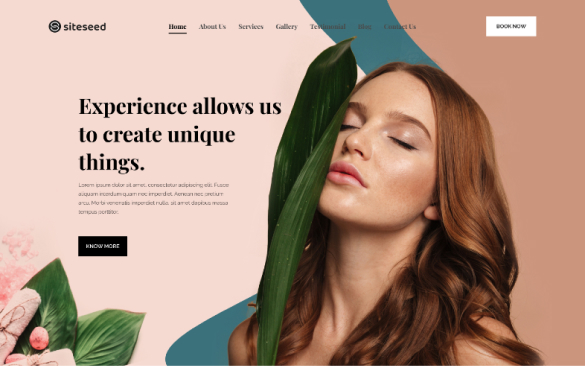 siteseed
Home About Us Services Gallery Testimonial Blog Contact Us
BOOK NOW
Experience allows us
to create unique
things.
Lorem ipsum dolor sit amet, consectetur adipiscing elit. Fusce
aliquam interdum quam nec imperdiet. Aenean nec pretium
arcu. Morbi venenatis imperdiet nulla, sit amet dapibus massa
tempus porttitor.
KNOW MORE